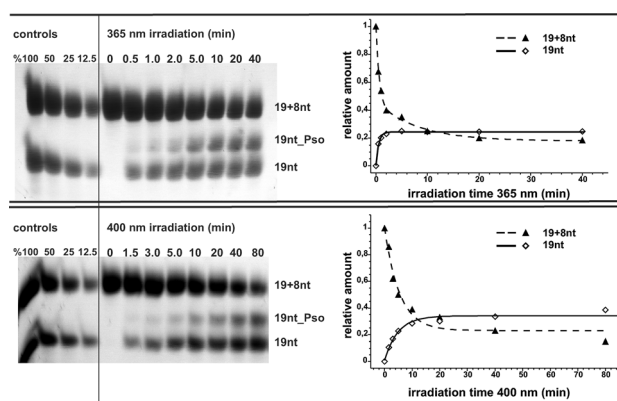 controls
365 nm irradiation (min)
%100 50 25 12.5
0 0.5 1.0 2.0 5.0 10 20 40
19+8nt
19nt_Pso
19nt
relative amount
1,0
0,8
0,6
0,4
0,2
0
0 10 20 30 40
irradiation time 365 nm (min)
19+8nt
19nt
controls
400 nm irradiation (min)
%100 50 25 12.5
0 1.5 3.0 5.0 10 20 40 80
19+8nt
19nt_Pso
19nt
relative amount
1,0
0,8
0,6
0,4
0,2
0
0 10 20 30 40 50 60 70 80
irradiation time 400 nm (min)
19+8nt
19nt